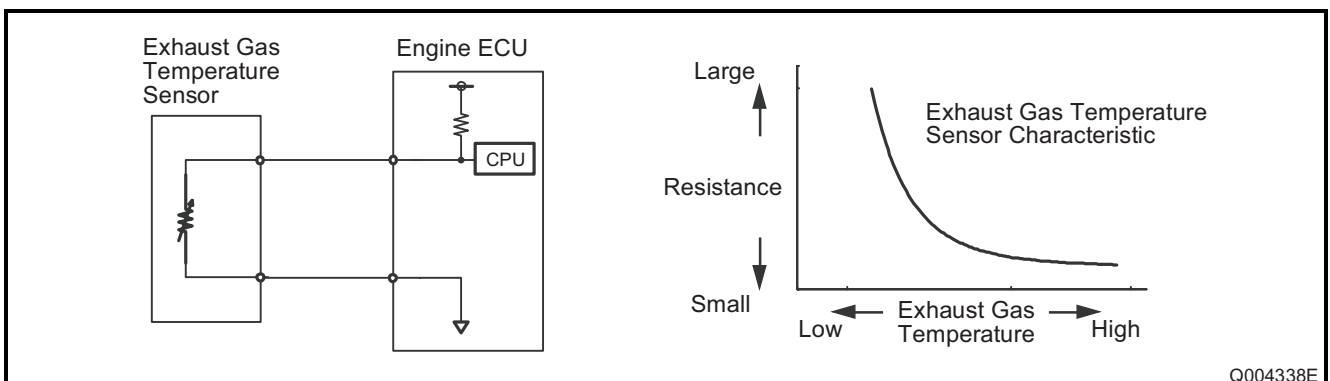 Exhaust Gas
Temperature
Sensor
Engine ECU
CPU
Large
Resistance
Small
Exhaust Gas Temperature
Sensor Characteristic
Low
Exhaust Gas
Temperature
High
Q004338E